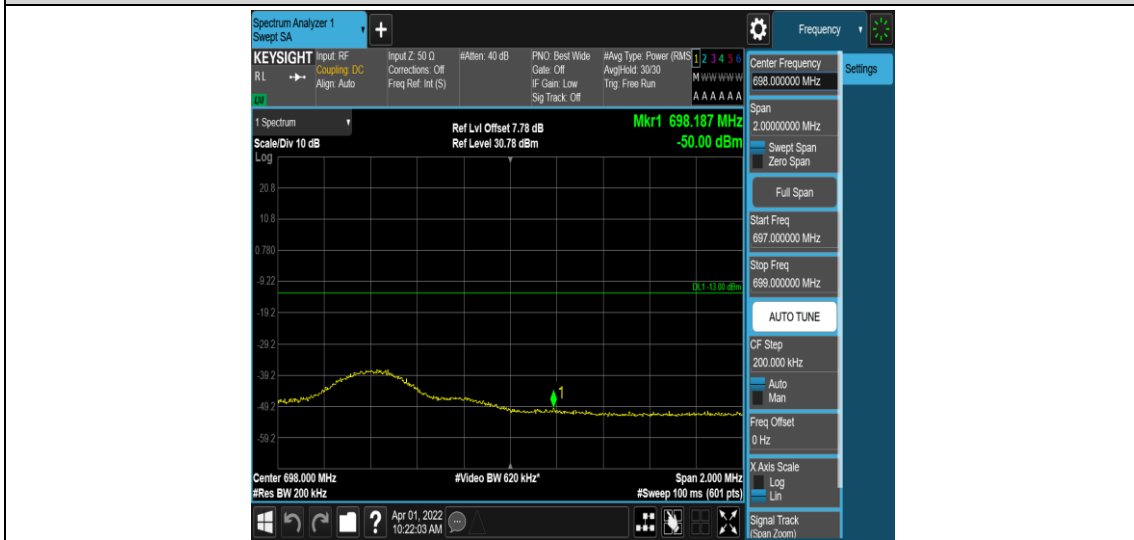 Spectrum Analyzer 1
Swept SA
+
Frequency
KEYSIGHT
RL
Input: RF
Coupling: DC
Align: Auto
Input Z: 50 Ω
Corrections: Off
Freq Ref: Int (S)
#Atten: 40 dB
PNO: Best Wide
Gate: Off
IF Gain: Low
Sig Track: Off
#Avg Type: Power (RMS
Avg|Hold: 30/30
Trig: Free Run
1 2 3 4 5 6
M W W W W W
A A A A A A
1 Spectrum
Scale/Div 10 dB
Log
Ref Lvl Offset 7.78 dB
Ref Level 30.78 dBm
Mkr1 698.187 MHz
-50.00 dBm
20.8
10.8
0.780
-9.22
DL1 -13.00 dBm
-19.2
-29.2
-39.2
1
-49.2
-59.2
Center 698.000 MHz
#Res BW 200 kHz
#Video BW 620 kHz*
Span 2.000 MHz
#Sweep 100 ms (601 pts)
?
Apr 01, 2022
10:22:03 AM
Center Frequency
698.000000 MHz
Settings
Span
2.00000000 MHz
Swept Span
Zero Span
Full Span
Start Freq
697.000000 MHz
Stop Freq
699.000000 MHz
AUTO TUNE
CF Step
200.000 kHz
Auto
Man
Freq Offset
0 Hz
X Axis Scale
Log
Lin
Signal Track
(Span Zoom)